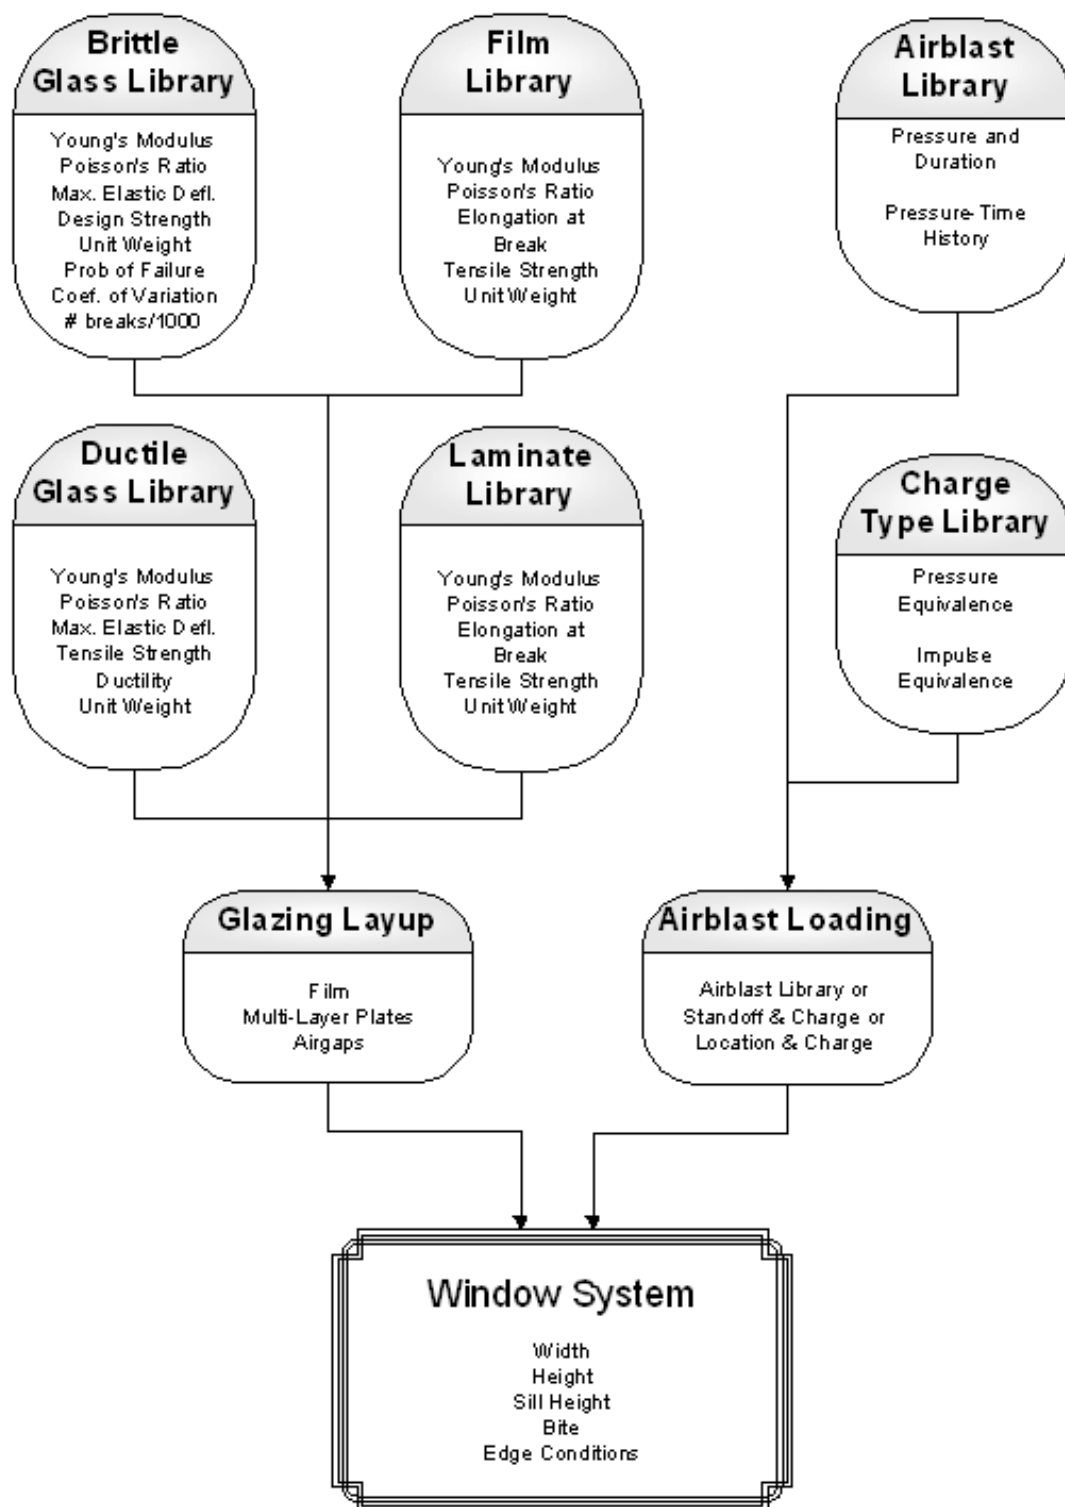 Brittle
Glass Library
Young's Modulus
Poisson's Ratio
Max. Elastic Defl.
Design Strength
Unit Weight
Prob of Failure
Coef. of Variation
# breaks/1000
Film
Library
Young's Modulus
Poisson's Ratio
Elongation at
Break
Tensile Strength
Unit Weight
Airblast
Library
Pressure and
Duration
Pressure-Time
History
Ductile
Glass Library
Young's Modulus
Poisson's Ratio
Max. Elastic Defl.
Tensile Strength
Ductility
Unit Weight
Laminate
Library
Young's Modulus
Poisson's Ratio
Elongation at
Break
Tensile Strength
Unit Weight
Charge
Type Library
Pressure
Equivalence
Impulse
Equivalence
Glazing Layup
Film
Multi-Layer Plates
Airgaps
Airblast Loading
Airblast Library or
Standoff & Charge or
Location & Charge
Window System
Width
Height
Sill Height
Bite
Edge Conditions